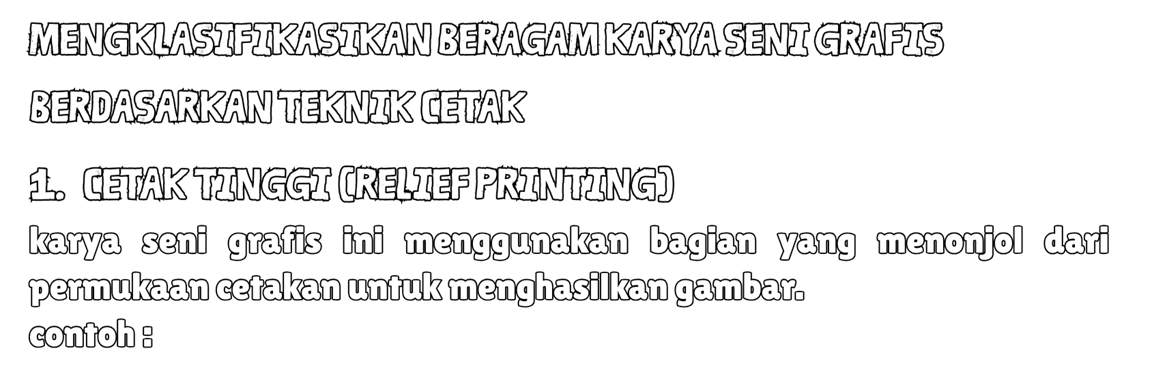 MENGKLASIFIKASIKAN BERAGAM KARYA SENI GRAFIS
BERDASARKAN TEKNIK CETAK
1. CETAK TINGGI (RELIEF PRINTING)
karya seni grafis ini menggunakan bagian yang menonjol dari
permukaan cetakan untuk menghasilkan gambar.
contoh :